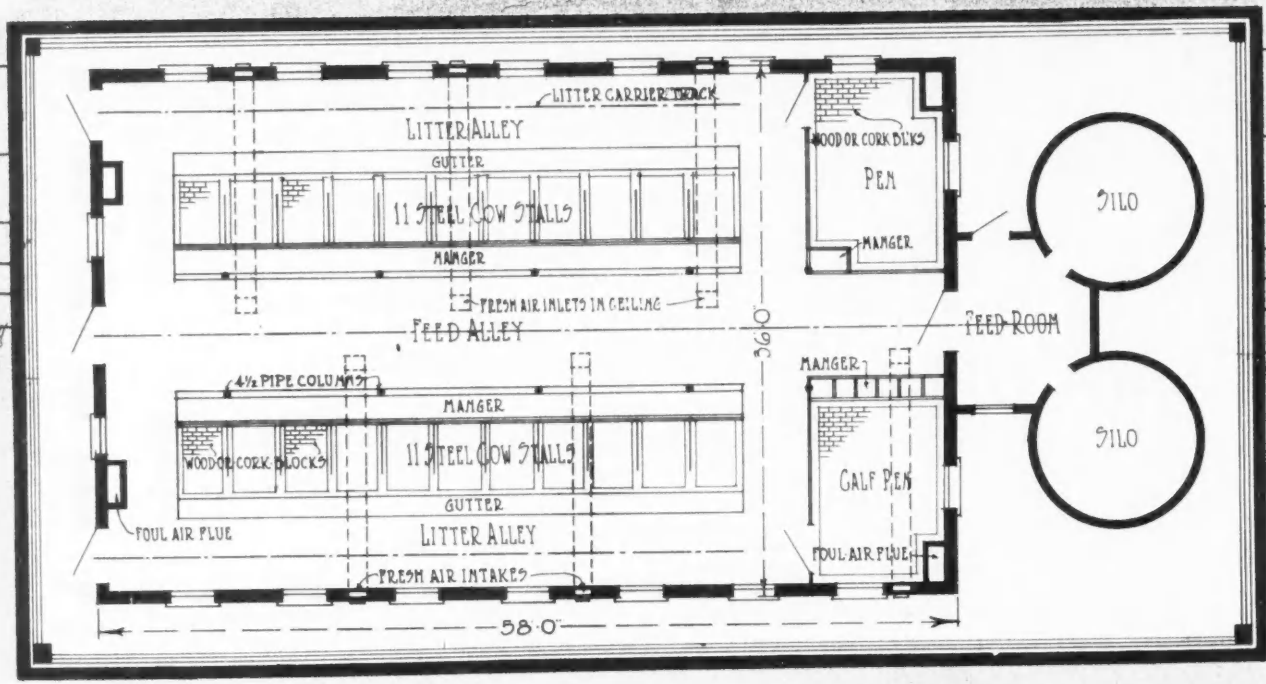 LITTER CARRIER TRACK
LITTER ALLEY
GUTTER
WOOD OR CORK BLKS
PEN
11 STEEL COW STALLS
SILO
MANGER
MANGER
FRESH AIR INLETS IN CEILING
FEED ALLEY
FEED ROOM
36'-0"
MANGER
4½ PIPE COLUMNS
MANGER
WOOD OR CORK BLOCKS
11 STEEL COW STALLS
SILO
CALF PEN
GUTTER
FOUL AIR FLUE
LITTER ALLEY
FOUL AIR FLUE
FRESH AIR INTAKES
58'-0"